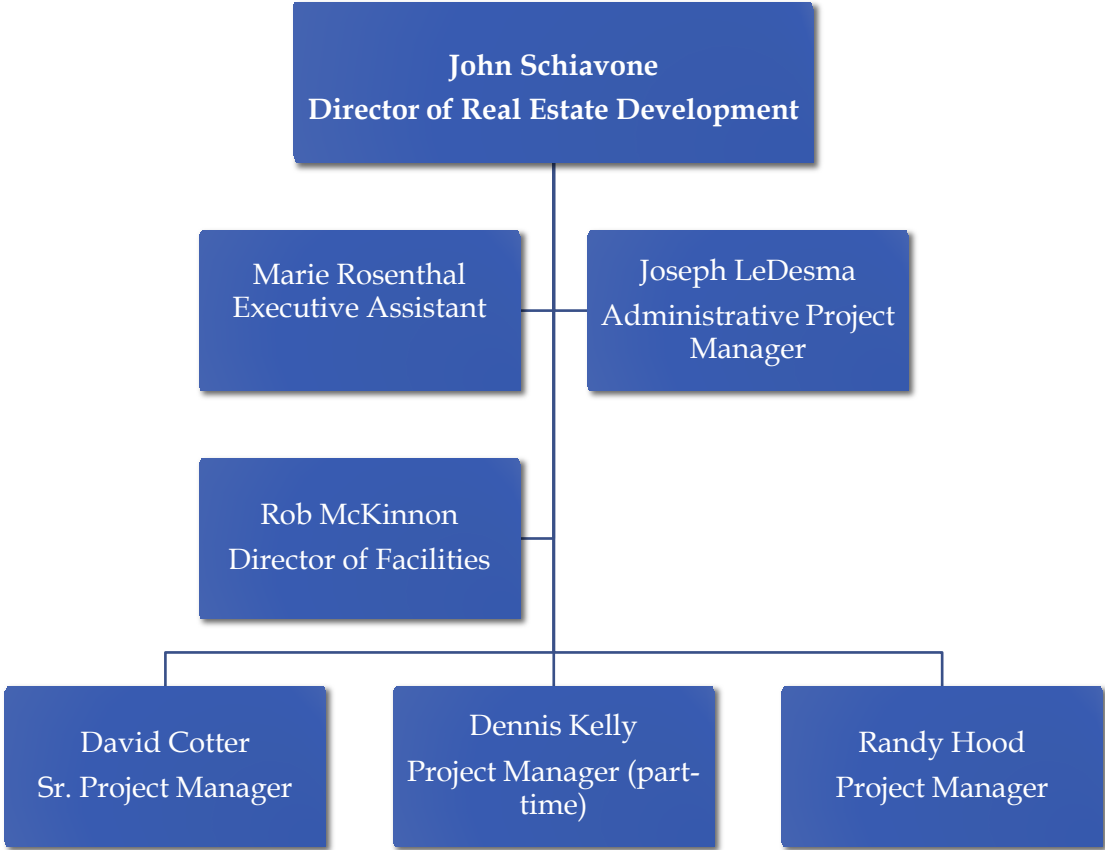 John Schiavone
Director of Real Estate Development
Marie Rosenthal
Executive Assistant
Joseph LeDesma
Administrative Project
Manager
Rob McKinnon
Director of Facilities
David Cotter
Sr. Project Manager
Dennis Kelly
Project Manager (part-
time)
Randy Hood
Project Manager